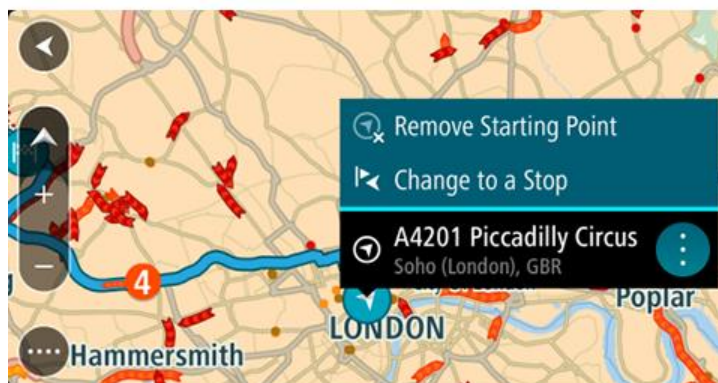 Remove Starting Point
Change to a Stop
A4201 Piccadilly Circus
Soho (London), GBR
4
Poplar
LONDON
Hammersmith